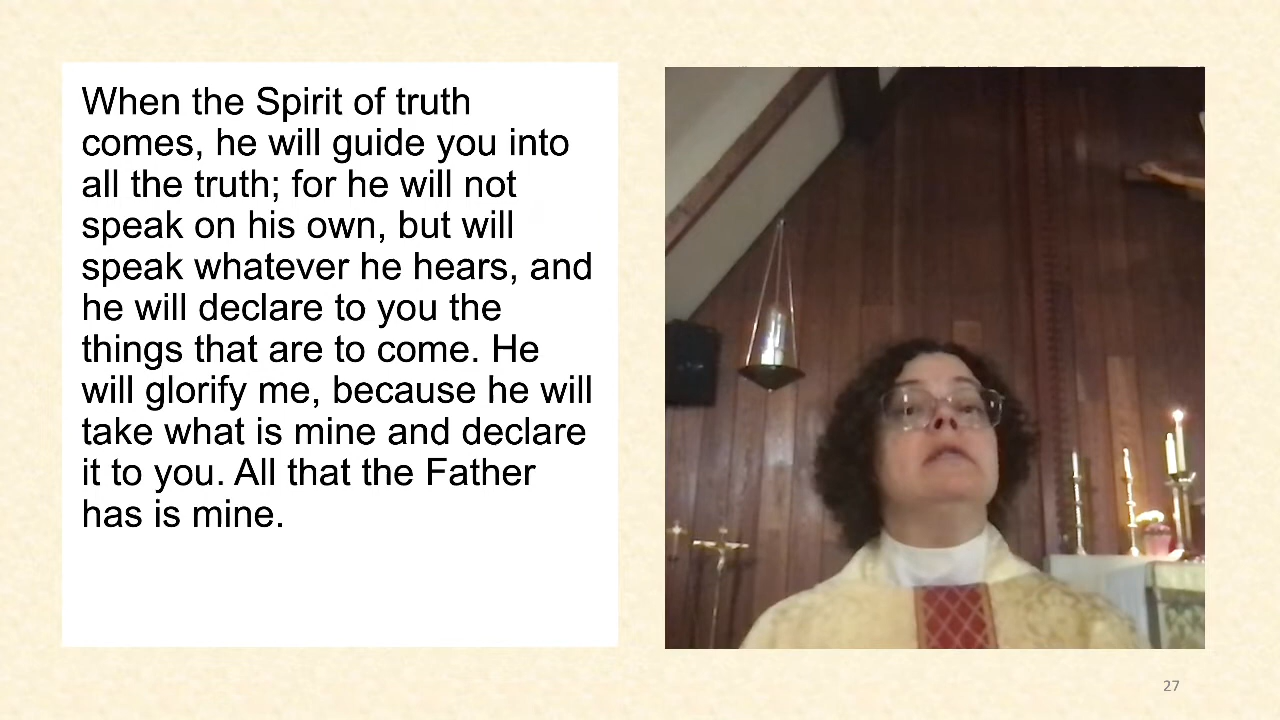 When the Spirit of truth
comes, he will guide you into
all the truth; for he will not
speak on his own, but will
speak whatever he hears, and
he will declare to you the
things that are to come. He
will glorify me, because he will
take what is mine and declare
it to you. All that the Father
has is mine.
27